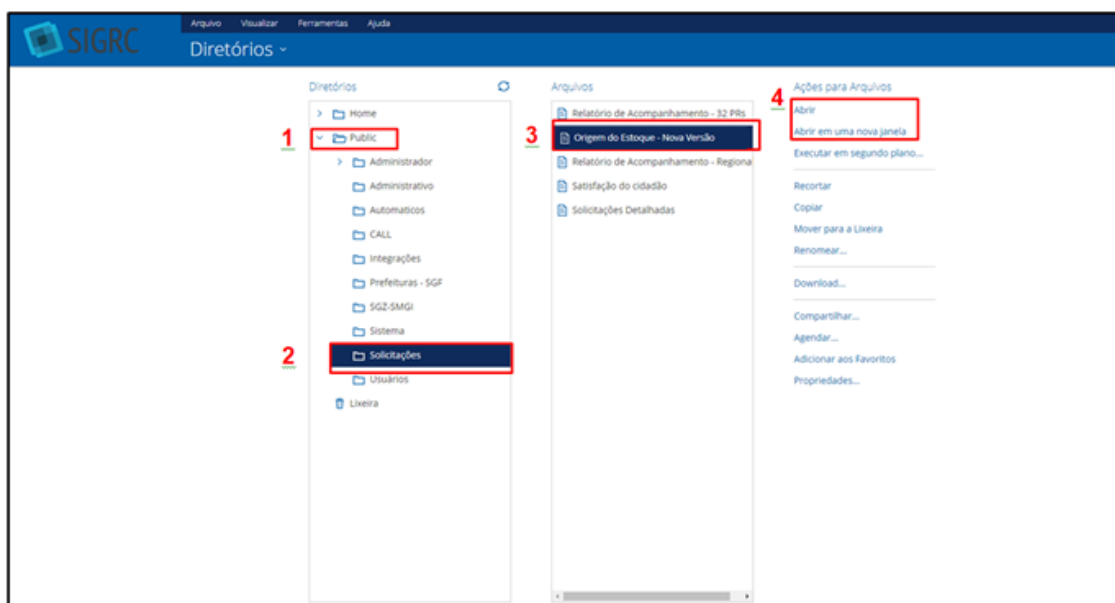 SIGRC
Arquivo Visualizar Ferramentas Ajuda
Diretórios
Diretórios
Home
1
Public
Administrador
Administrativo
Automaticos
CALL
Integrações
Prefeituras - SGF
SGZ-SMGI
Sistema
2
Solicitações
Usuários
Lixeira
Arquivos
Relatório de Acompanhamento - 32 PRs
3
Origem do Estoque - Nova Versão
Relatório de Acompanhamento - Regiona
Satisfação do cidadão
Solicitações Detalhadas
Ações para Arquivos
4
Abrir
Abrir em uma nova janela
Executar em segundo plano...
Recortar
Copiar
Mover para a Lixeira
Renomear...
Download...
Compartilhar...
Agendar...
Adicionar aos Favoritos
Propriedades...